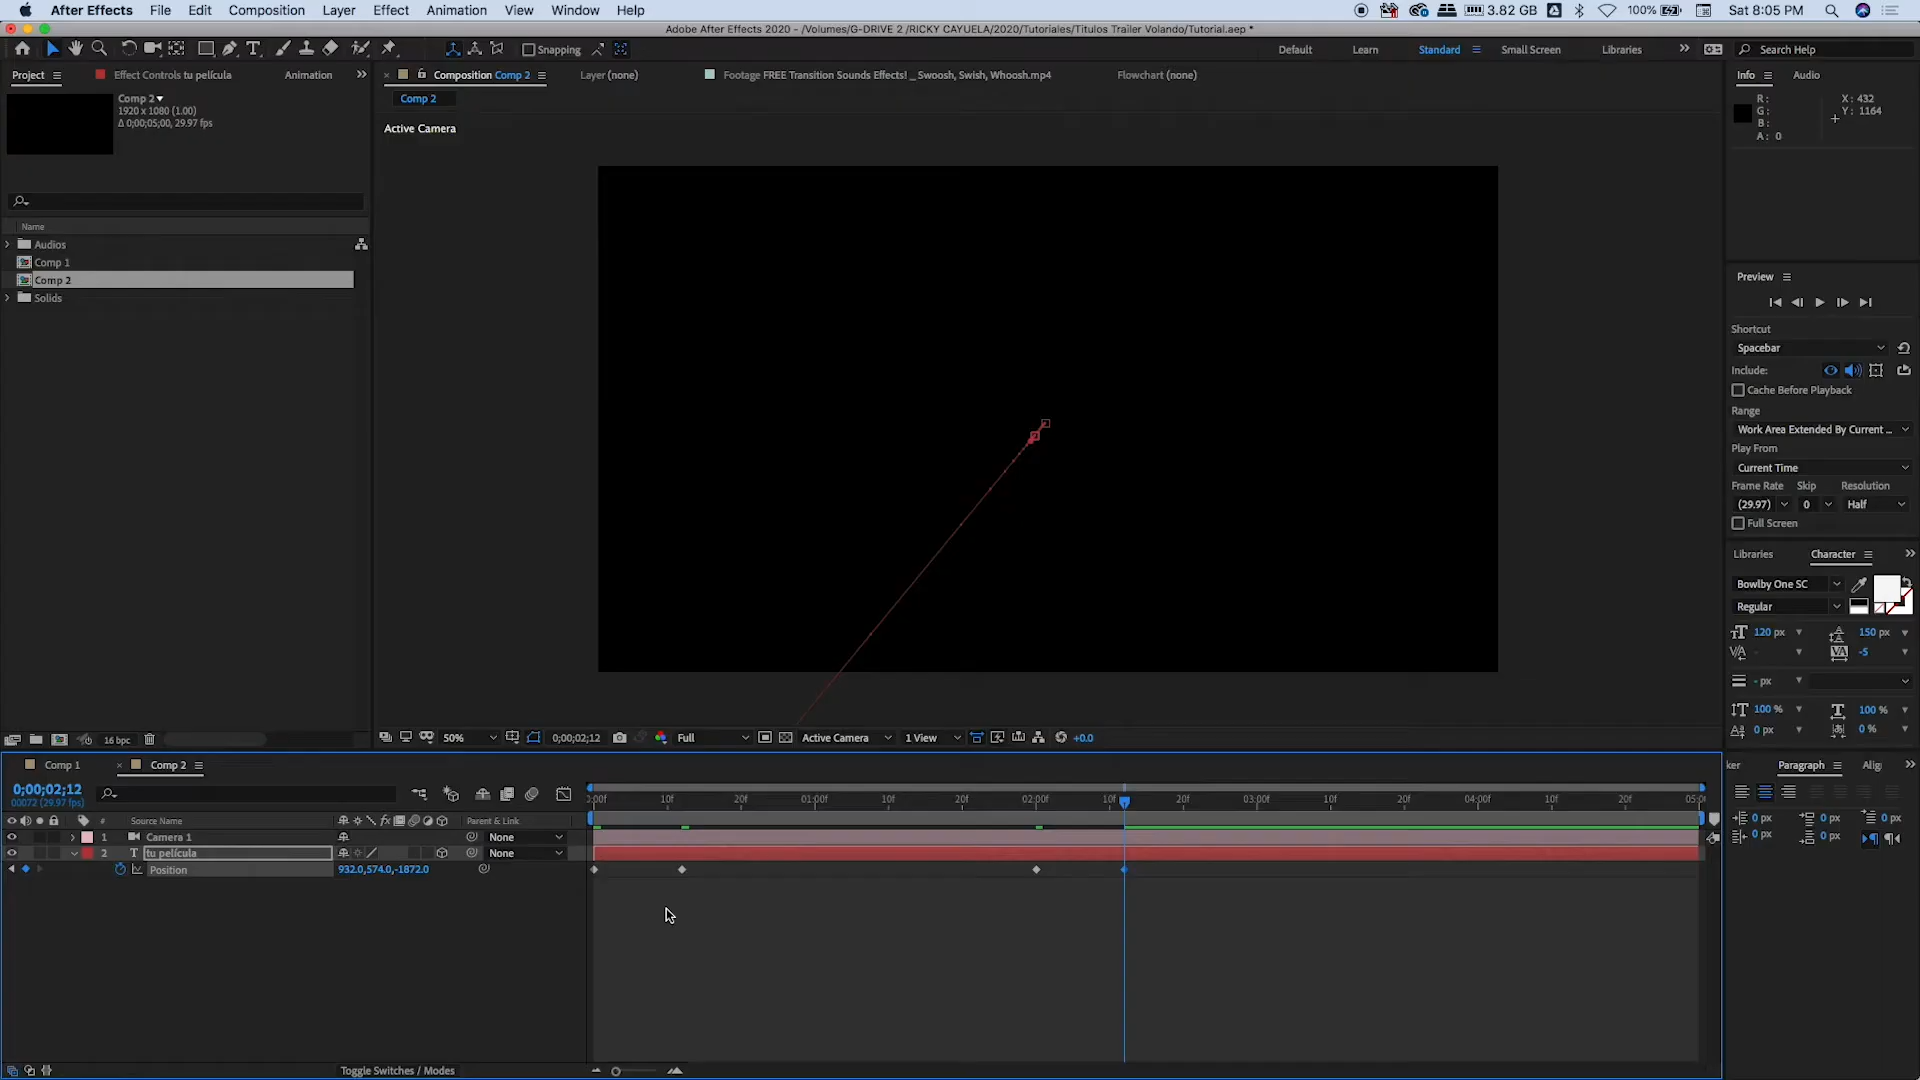 After Effects File Edit Composition Layer Effect Animation View Window Help 3.82 GB 100% Sat 8:05 PM
Adobe After Effects 2020 - /Volumes/G-DRIVE 2 /RICKY CAYUELA/2020/Tutoriales/Titulos Trailer Volando/Tutorial.aep *
Snapping Default Learn Standard Small Screen Libraries Search Help
Project Effect Controls tu película Animation Composition Comp 2 Layer (none) Footage FREE Transition Sounds Effects! _ Swoosh, Swish, Whoosh.mp4 Flowchart (none) Info Audio
Comp 2
1920 x 1080 (1.00)
Δ 0;00;05;00, 29.97 fps
Comp 2
Active Camera
R: X: 432
G: Y: 1164
B:
A: 0
Name
Audios
Comp 1
Comp 2
Solids
Preview
Shortcut
Spacebar
Include:
Cache Before Playback
Range
Work Area Extended By Current ...
Play From
Current Time
Frame Rate Skip Resolution
(29.97) 0 Half
Full Screen
Libraries Character
Bowlby One SC
Regular
120 px 150 px
- -5
- px
100 % 100 %
0 px 0 %
16 bpc 50% 0;00;02;12 Full Active Camera 1 View +0.0
Comp 1 Comp 2
0;00;02;12
00072 (29.97 fps)
:00f 10f 20f 01:00f 10f 20f 02:00f 10f 20f 03:00f 10f 20f 04:00f 10f 20f 05:0
# Source Name Parent & Link
1 Camera 1 None
2 T tu película None
Position 932.0,574.0,-1872.0
Toggle Switches / Modes
ker Paragraph Alig
0 px 0 px 0 px
0 px 0 px